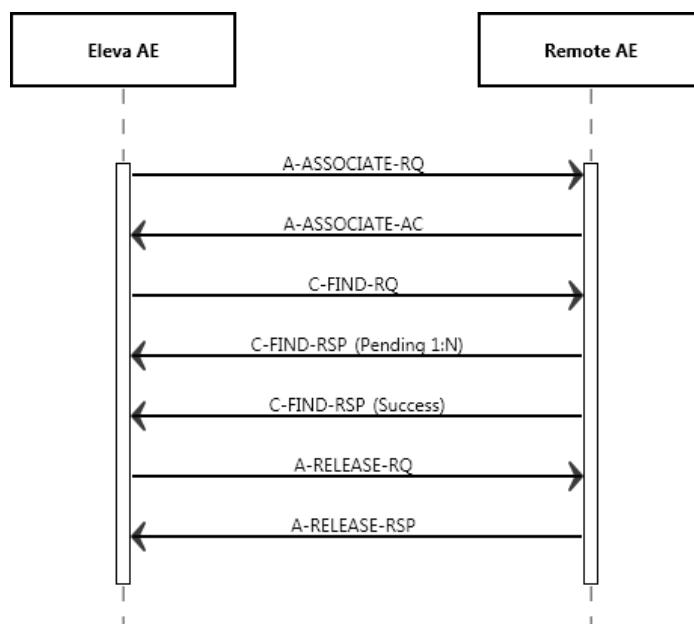 Eleva AE
Remote AE
A-ASSOCIATE-RQ
A-ASSOCIATE-AC
C-FIND-RQ
C-FIND-RSP (Pending 1:N)
C-FIND-RSP (Success)
A-RELEASE-RQ
A-RELEASE-RSP